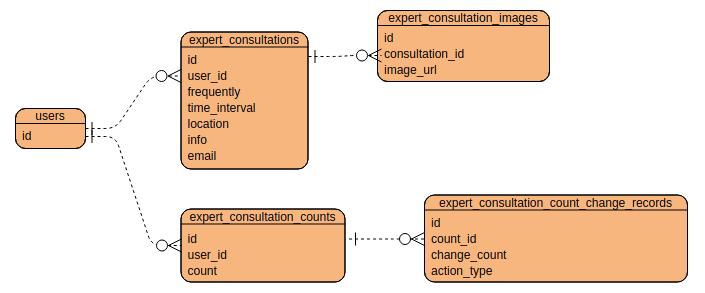 users
id
expert_consultations
id
user_id
frequently
time_interval
location
info
email
expert_consultation_images
id
consultation_id
image_url
expert_consultation_counts
id
user_id
count
expert_consultation_count_change_records
id
count_id
change_count
action_type